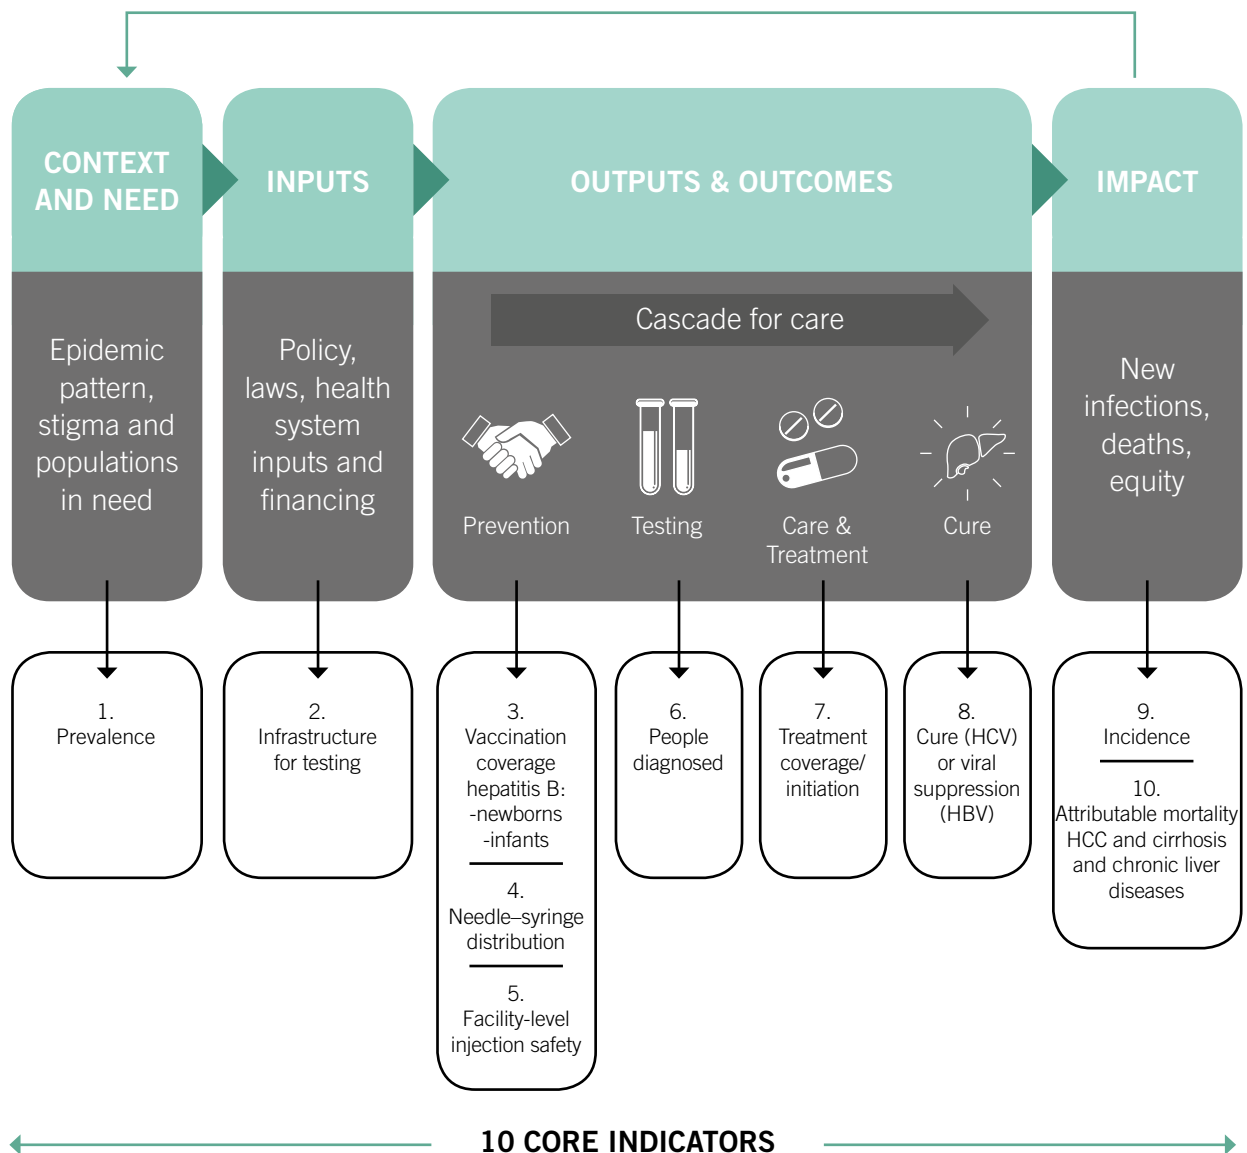 CONTEXT
AND NEED
INPUTS
OUTPUTS & OUTCOMES
IMPACT
Epidemic
pattern,
stigma and
populations
in need
Policy,
laws, health
system
inputs and
financing
Cascade for care
Prevention
Testing
Care &
Treatment
Cure
New
infections,
deaths,
equity
1.
Prevalence
2.
Infrastructure
for testing
3.
Vaccination
coverage
hepatitis B:
-newborns
-infants
4.
Needle–syringe
distribution
5.
Facility-level
injection safety
6.
People
diagnosed
7.
Treatment
coverage/
initiation
8.
Cure (HCV)
or viral
suppression
(HBV)
9.
Incidence
10.
Attributable mortality
HCC and cirrhosis
and chronic liver
diseases
10 CORE INDICATORS